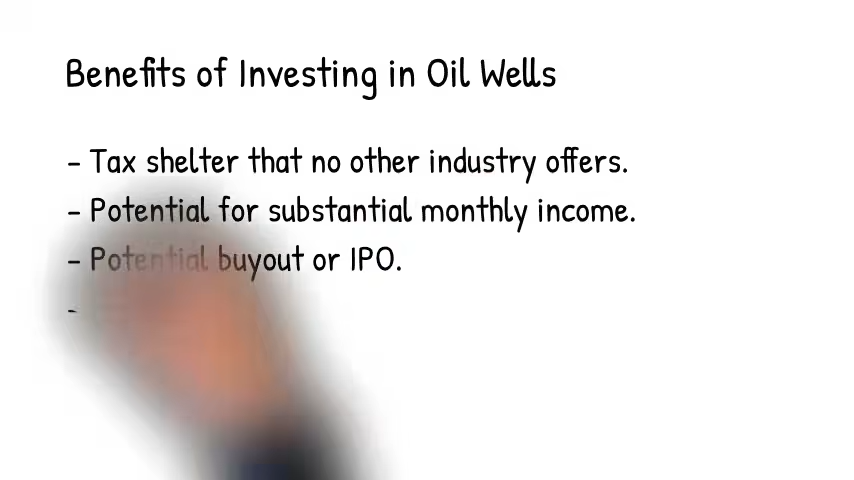 Benefits of Investing in Oil Wells
- Tax shelter that no other industry offers.
- Potential for substantial monthly income.
- Potential buyout or IPO.
-